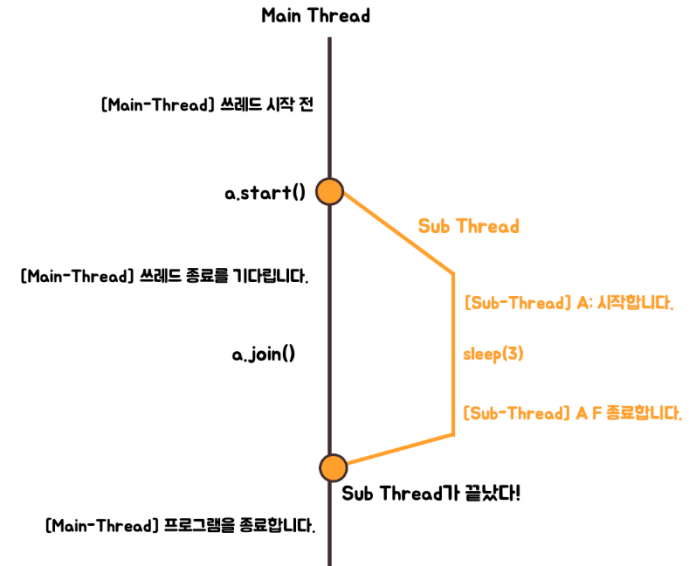 Main Thread
[Main-Thread] 쓰레드 시작 전
a.start()
Sub Thread
[Main-Thread] 쓰레드 종료를 기다립니다.
[Sub-Thread] A: 시작합니다.
a.join()
sleep(3)
[Sub-Thread] A F 종료합니다.
Sub Thread가 끝났다!
[Main-Thread] 프로그램을 종료합니다.